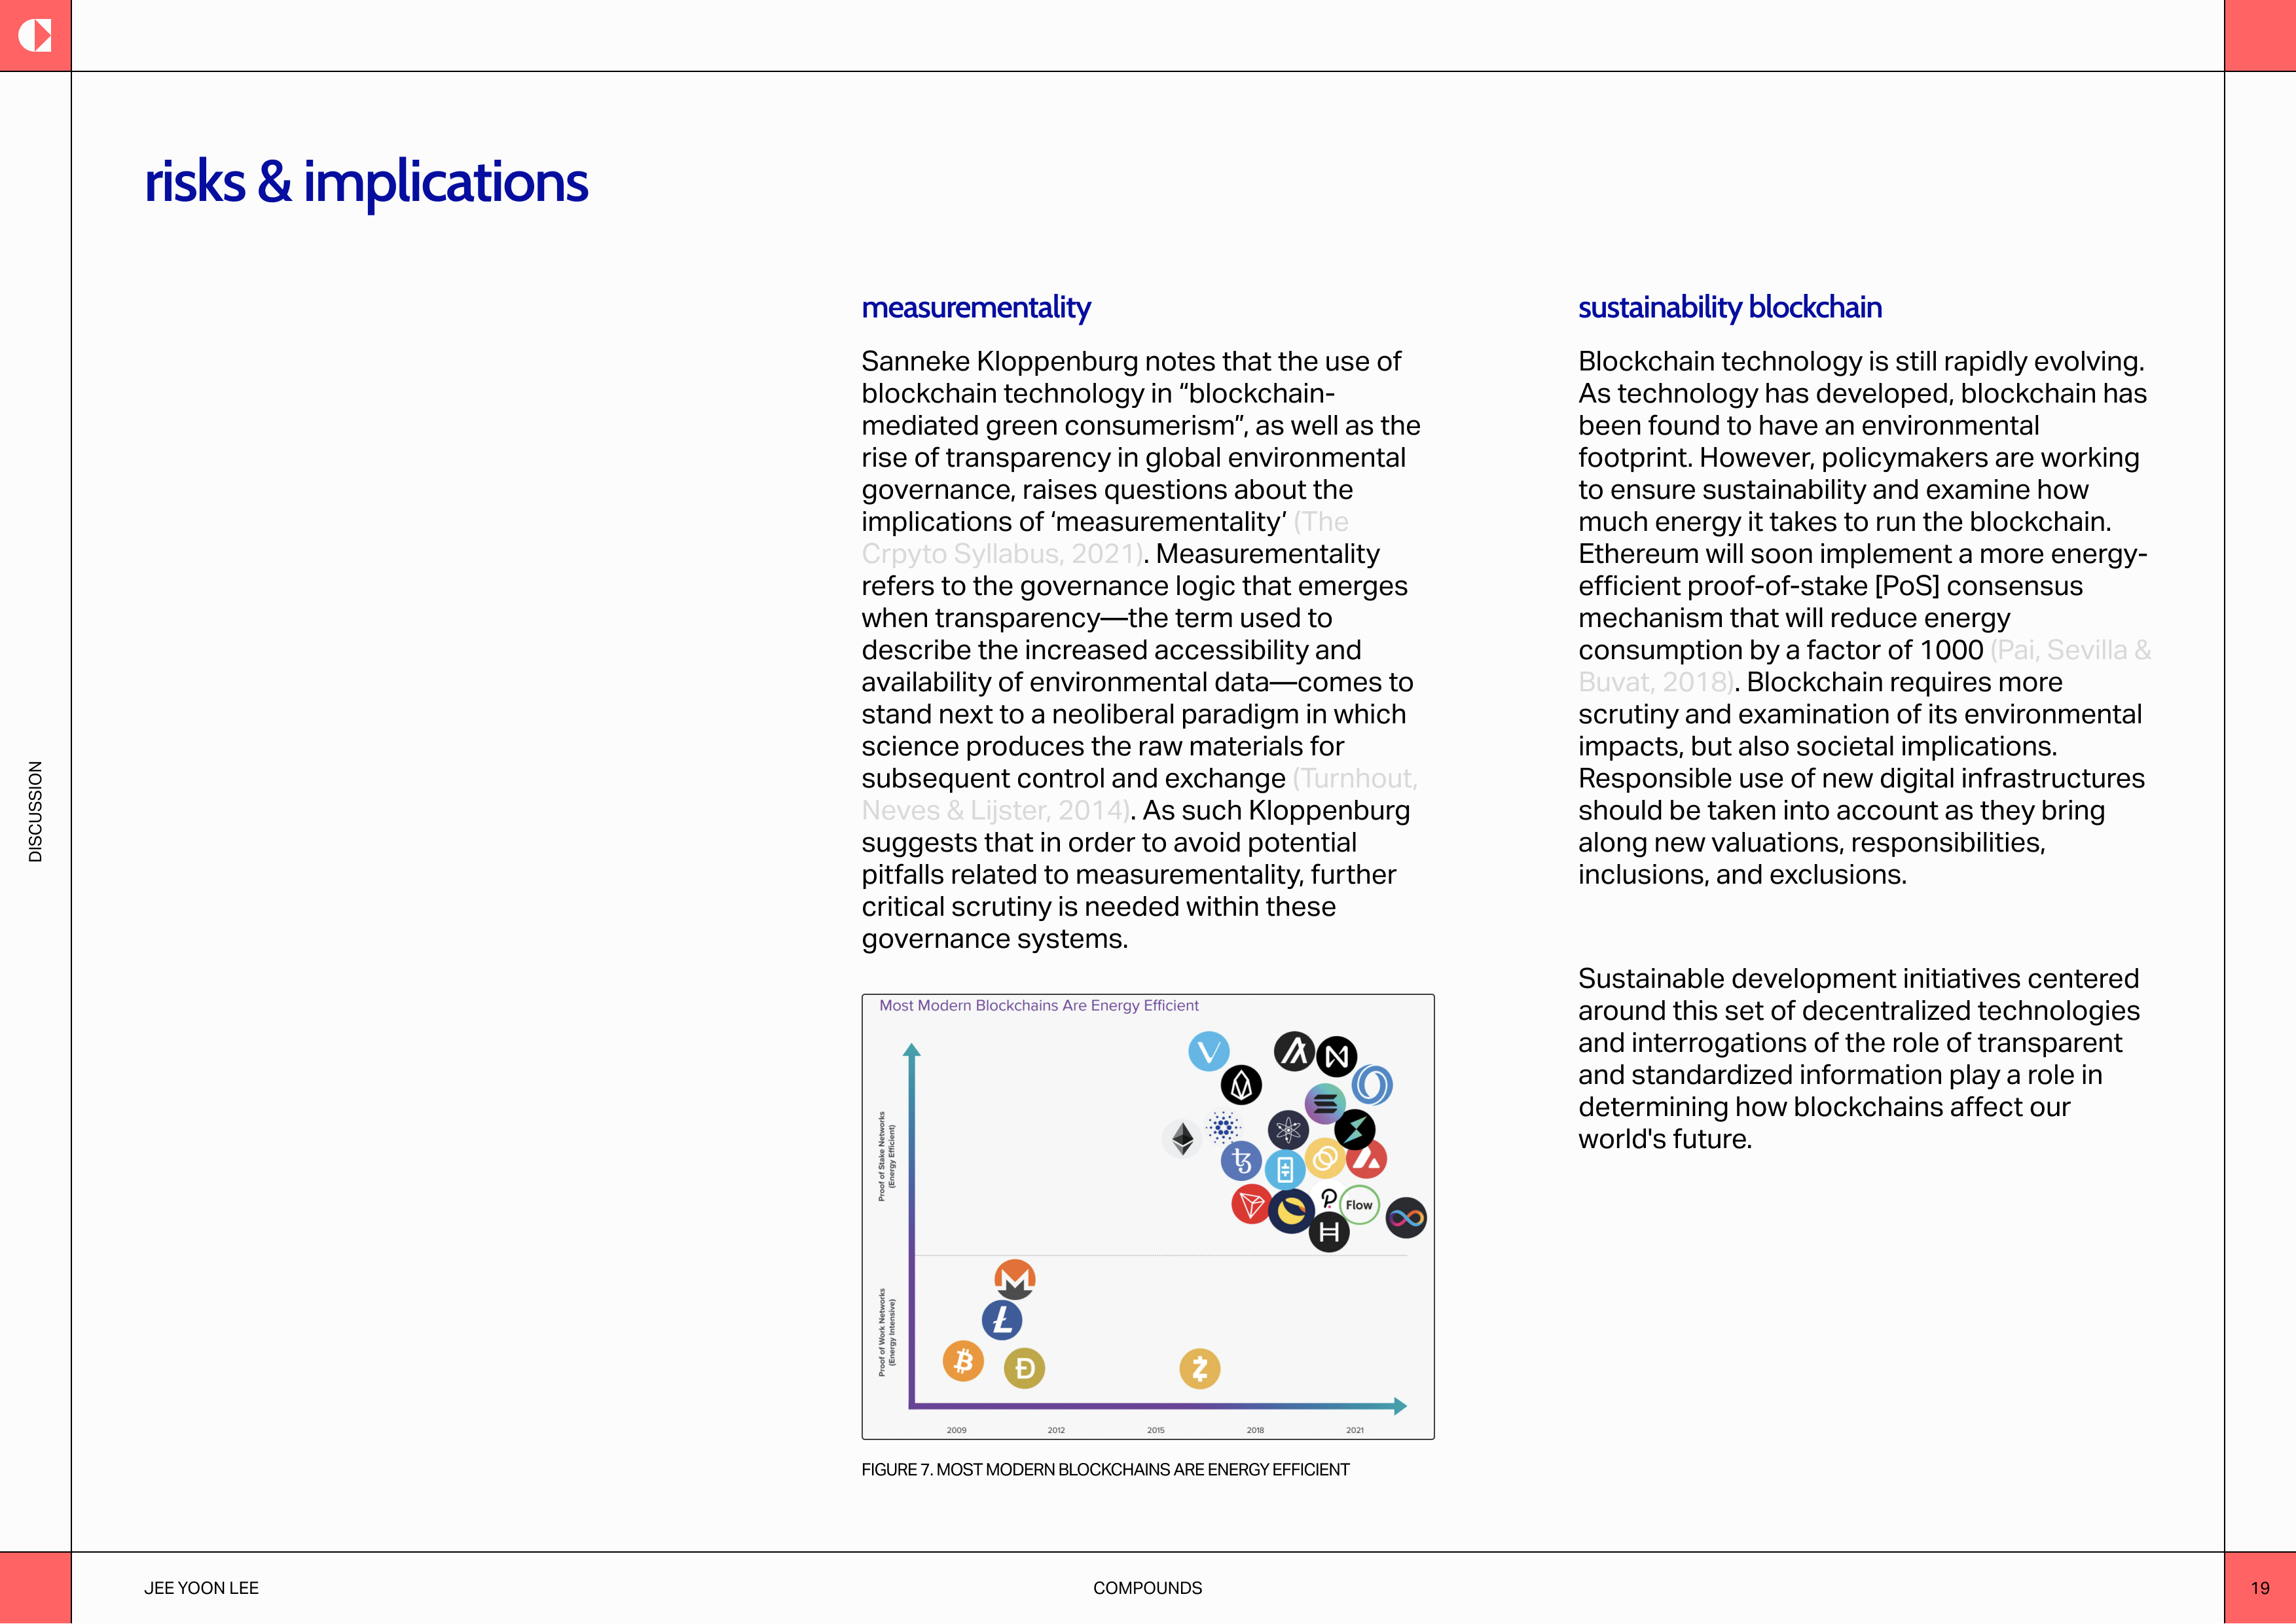 risks & implications
measurementality
Sanneke Kloppenburg notes that the use of
blockchain technology in “blockchain-
mediated green consumerism”, as well as the
rise of transparency in global environmental
governance, raises questions about the
implications of ‘measurementality’ (The
Crpyto Syllabus, 2021). Measurementality
refers to the governance logic that emerges
when transparency—the term used to
describe the increased accessibility and
availability of environmental data—comes to
stand next to a neoliberal paradigm in which
science produces the raw materials for
subsequent control and exchange (Turnhout,
Neves & Lijster, 2014). As such Kloppenburg
suggests that in order to avoid potential
pitfalls related to measurementality, further
critical scrutiny is needed within these
governance systems.
Most Modern Blockchains Are Energy Efficient
Proof of Stake Networks
(Energy Efficient)
Proof of Work Networks
(Energy Intensive)
Flow
2009 2012 2015 2018 2021
FIGURE 7. MOST MODERN BLOCKCHAINS ARE ENERGY EFFICIENT
sustainability blockchain
Blockchain technology is still rapidly evolving.
As technology has developed, blockchain has
been found to have an environmental
footprint. However, policymakers are working
to ensure sustainability and examine how
much energy it takes to run the blockchain.
Ethereum will soon implement a more energy-
efficient proof-of-stake [PoS] consensus
mechanism that will reduce energy
consumption by a factor of 1000 (Pai, Sevilla &
Buvat, 2018). Blockchain requires more
scrutiny and examination of its environmental
impacts, but also societal implications.
Responsible use of new digital infrastructures
should be taken into account as they bring
along new valuations, responsibilities,
inclusions, and exclusions.
Sustainable development initiatives centered
around this set of decentralized technologies
and interrogations of the role of transparent
and standardized information play a role in
determining how blockchains affect our
world's future.
DISCUSSION
JEE YOON LEE
COMPOUNDS
19